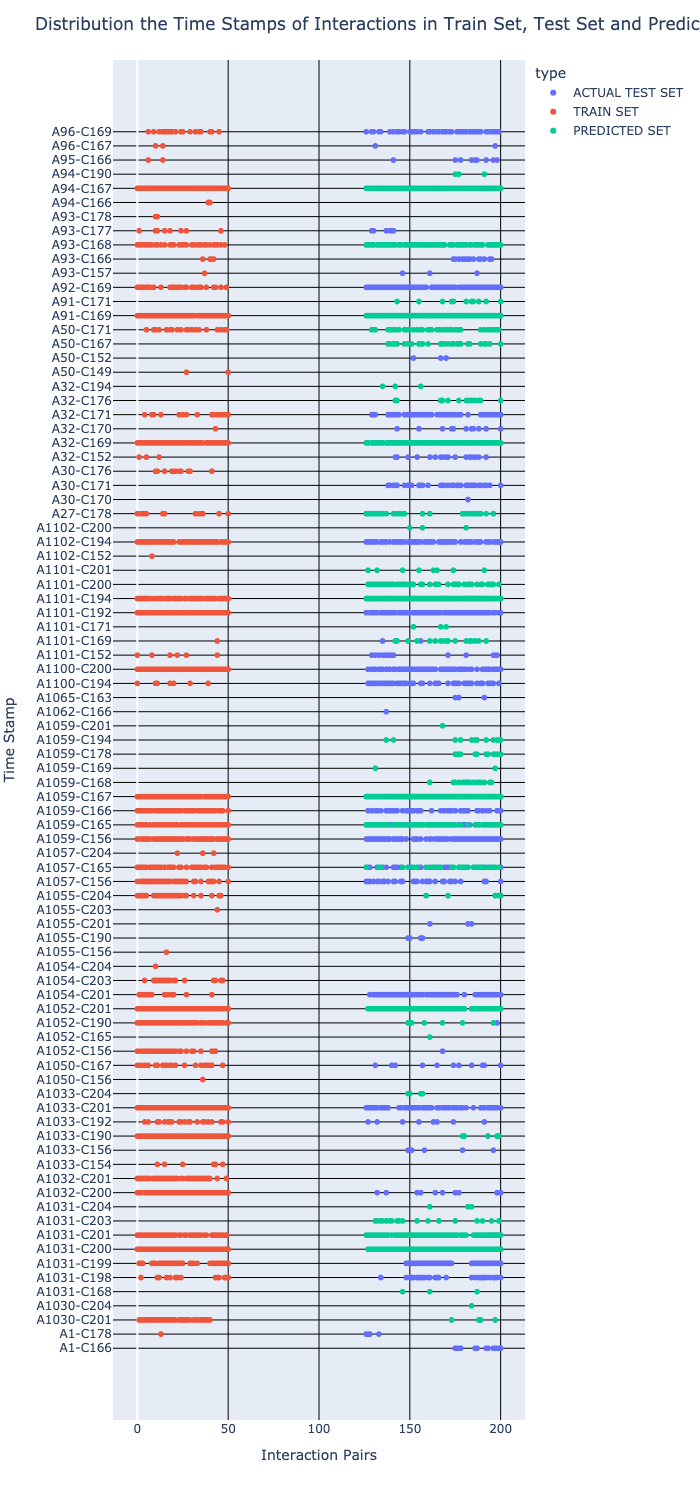 Distribution the Time Stamps of Interactions in Train Set, Test Set and Predic
type
ACTUAL TEST SET
TRAIN SET
PREDICTED SET
A96-C169
A96-C167
A95-C166
A94-C190
A94-C167
A94-C166
A93-C178
A93-C177
A93-C168
A93-C166
A93-C157
A92-C169
A91-C171
A91-C169
A50-C171
A50-C167
A50-C152
A50-C149
A32-C194
A32-C176
A32-C171
A32-C170
A32-C169
A32-C152
A30-C176
A30-C171
A30-C170
A27-C178
A1102-C200
A1102-C194
A1102-C152
A1101-C201
A1101-C200
A1101-C194
A1101-C192
A1101-C171
A1101-C169
A1101-C152
A1100-C200
A1100-C194
A1065-C163
A1062-C166
A1059-C201
A1059-C194
A1059-C178
A1059-C169
A1059-C168
A1059-C167
A1059-C166
A1059-C165
A1059-C156
A1057-C204
A1057-C165
A1057-C156
A1055-C204
A1055-C203
A1055-C201
A1055-C190
A1055-C156
A1054-C204
A1054-C203
A1054-C201
A1052-C201
A1052-C190
A1052-C165
A1052-C156
A1050-C167
A1050-C156
A1033-C204
A1033-C201
A1033-C192
A1033-C190
A1033-C156
A1033-C154
A1032-C201
A1032-C200
A1031-C204
A1031-C203
A1031-C201
A1031-C200
A1031-C199
A1031-C198
A1031-C168
A1030-C204
A1030-C201
A1-C178
A1-C166
Time Stamp
0 50 100 150 200
Interaction Pairs